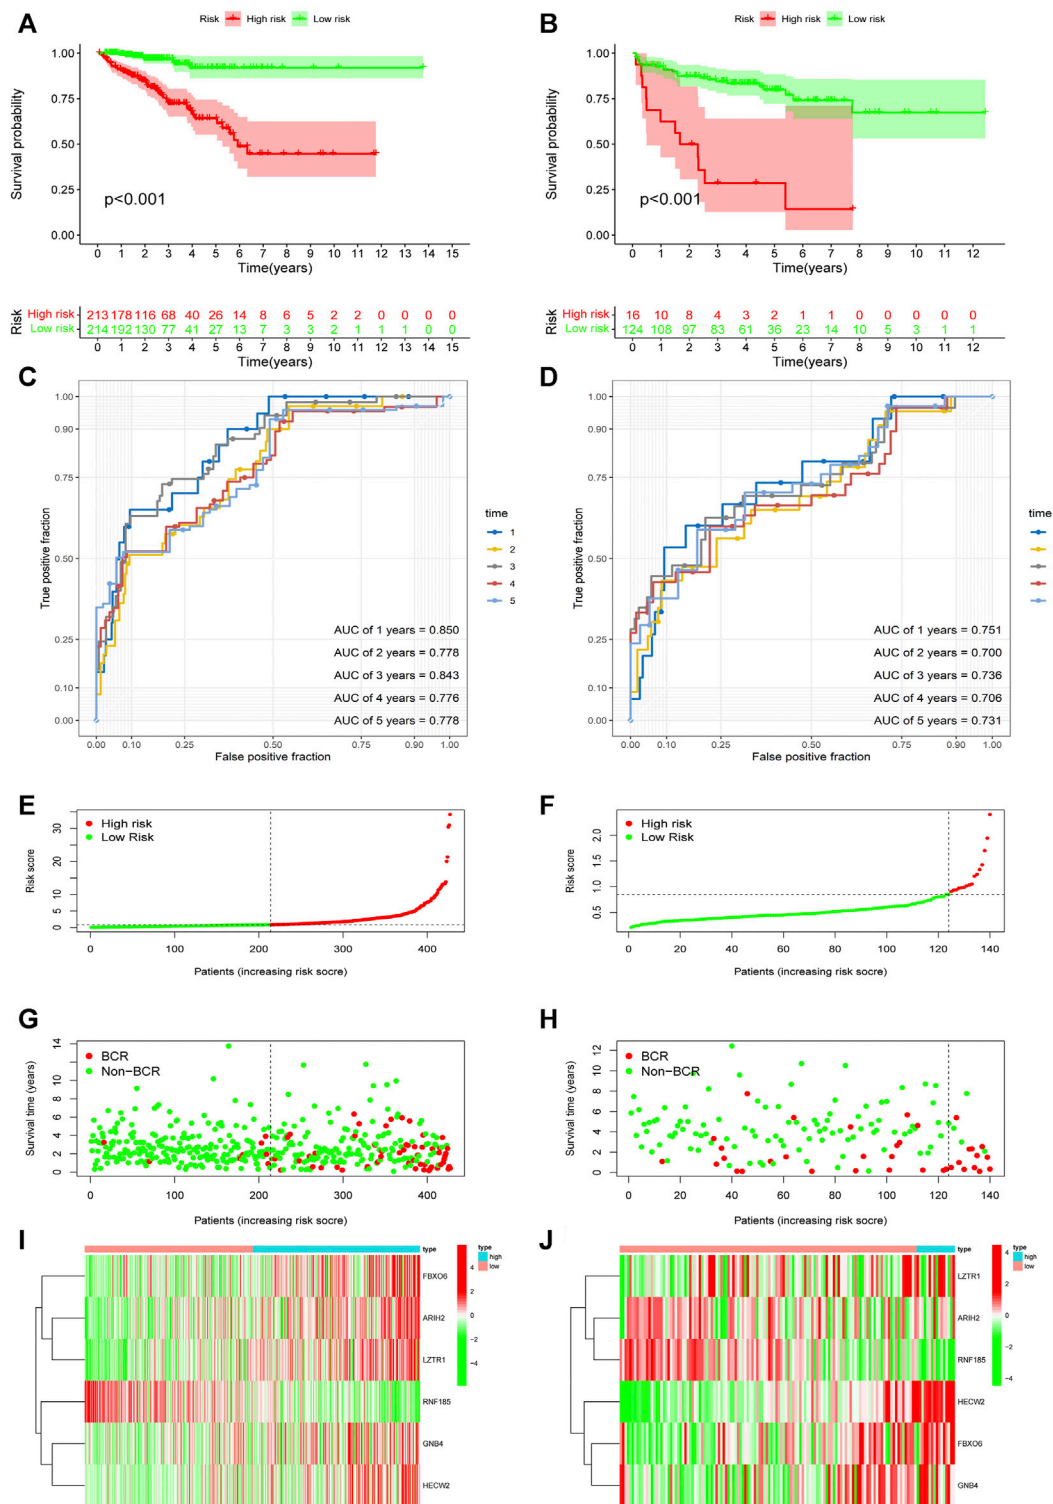 A
Risk High risk Low risk
1.00
0.75
0.50
0.25
0.00
Survival probability
p<0.001
0 1 2 3 4 5 6 7 8 9 10 11 12 13 14 15
Time(years)
Risk
High risk 213 178 116 68 40 26 14 8 6 5 2 2 0 0 0 0
Low risk 214 192 130 77 41 27 13 7 3 3 2 1 1 1 0 0
0 1 2 3 4 5 6 7 8 9 10 11 12 13 14 15
Time(years)
B
Risk High risk Low risk
1.00
0.75
0.50
0.25
0.00
Survival probability
p<0.001
0 1 2 3 4 5 6 7 8 9 10 11 12
Time(years)
Risk
High risk 16 10 8 4 3 2 1 1 0 0 0 0 0
Low risk 124 108 97 83 61 36 23 14 10 5 3 1 1
0 1 2 3 4 5 6 7 8 9 10 11 12
Time(years)
C
1.00
0.90
0.75
0.50
0.25
0.10
0.00
True positive fraction
AUC of 1 years = 0.850
AUC of 2 years = 0.778
AUC of 3 years = 0.843
AUC of 4 years = 0.776
AUC of 5 years = 0.778
0.00 0.10 0.25 0.50 0.75 0.90 1.00
False positive fraction
time
1
2
3
4
5
D
1.00
0.90
0.75
0.50
0.25
0.10
0.00
True positive fraction
AUC of 1 years = 0.751
AUC of 2 years = 0.700
AUC of 3 years = 0.736
AUC of 4 years = 0.706
AUC of 5 years = 0.731
0.00 0.10 0.25 0.50 0.75 0.90 1.00
False positive fraction
time
E
High risk
Low Risk
30
20
10
5
0
Risk score
0 100 200 300 400
Patients (increasing risk socre)
F
High risk
Low Risk
2.0
1.5
1.0
0.5
Risk score
0 20 40 60 80 100 120 140
Patients (increasing risk socre)
G
BCR
Non−BCR
14
12
10
8
6
4
2
0
Survival time (years)
0 100 200 300 400
Patients (increasing risk socre)
H
BCR
Non−BCR
12
10
8
6
4
2
0
Survival time (years)
0 20 40 60 80 100 120 140
Patients (increasing risk socre)
I
type
FBXO6
ARIH2
LZTR1
RNF185
GNB4
HECW2
4
2
0
−2
−4
type
high
low
J
type
LZTR1
ARIH2
RNF185
HECW2
FBXO6
GNB4
4
2
0
−2
−4
type
high
low